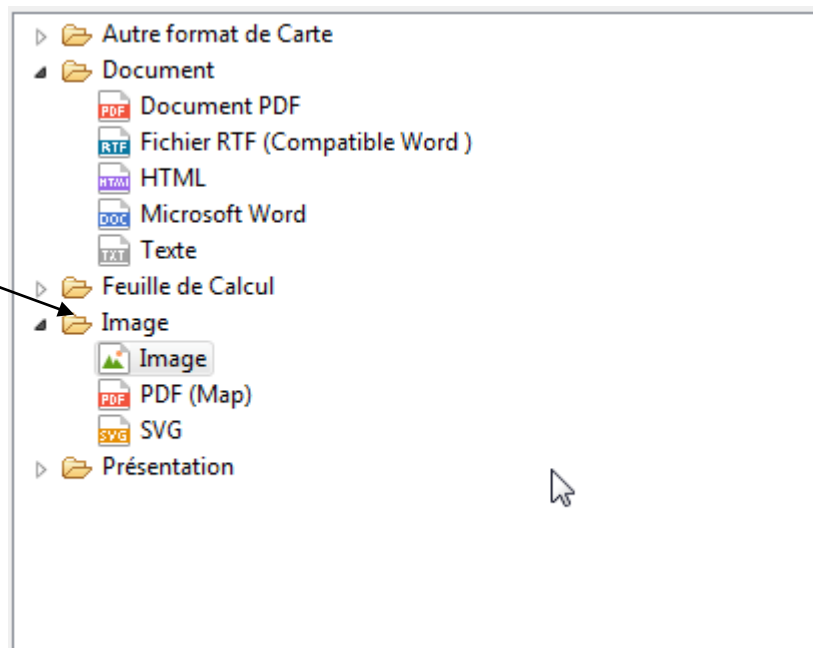 Autre format de Carte
Document
PDF Document PDF
RTF Fichier RTF (Compatible Word )
HTML HTML
DOC Microsoft Word
TXT Texte
Feuille de Calcul
Image
Image
PDF PDF (Map)
SVG SVG
Présentation